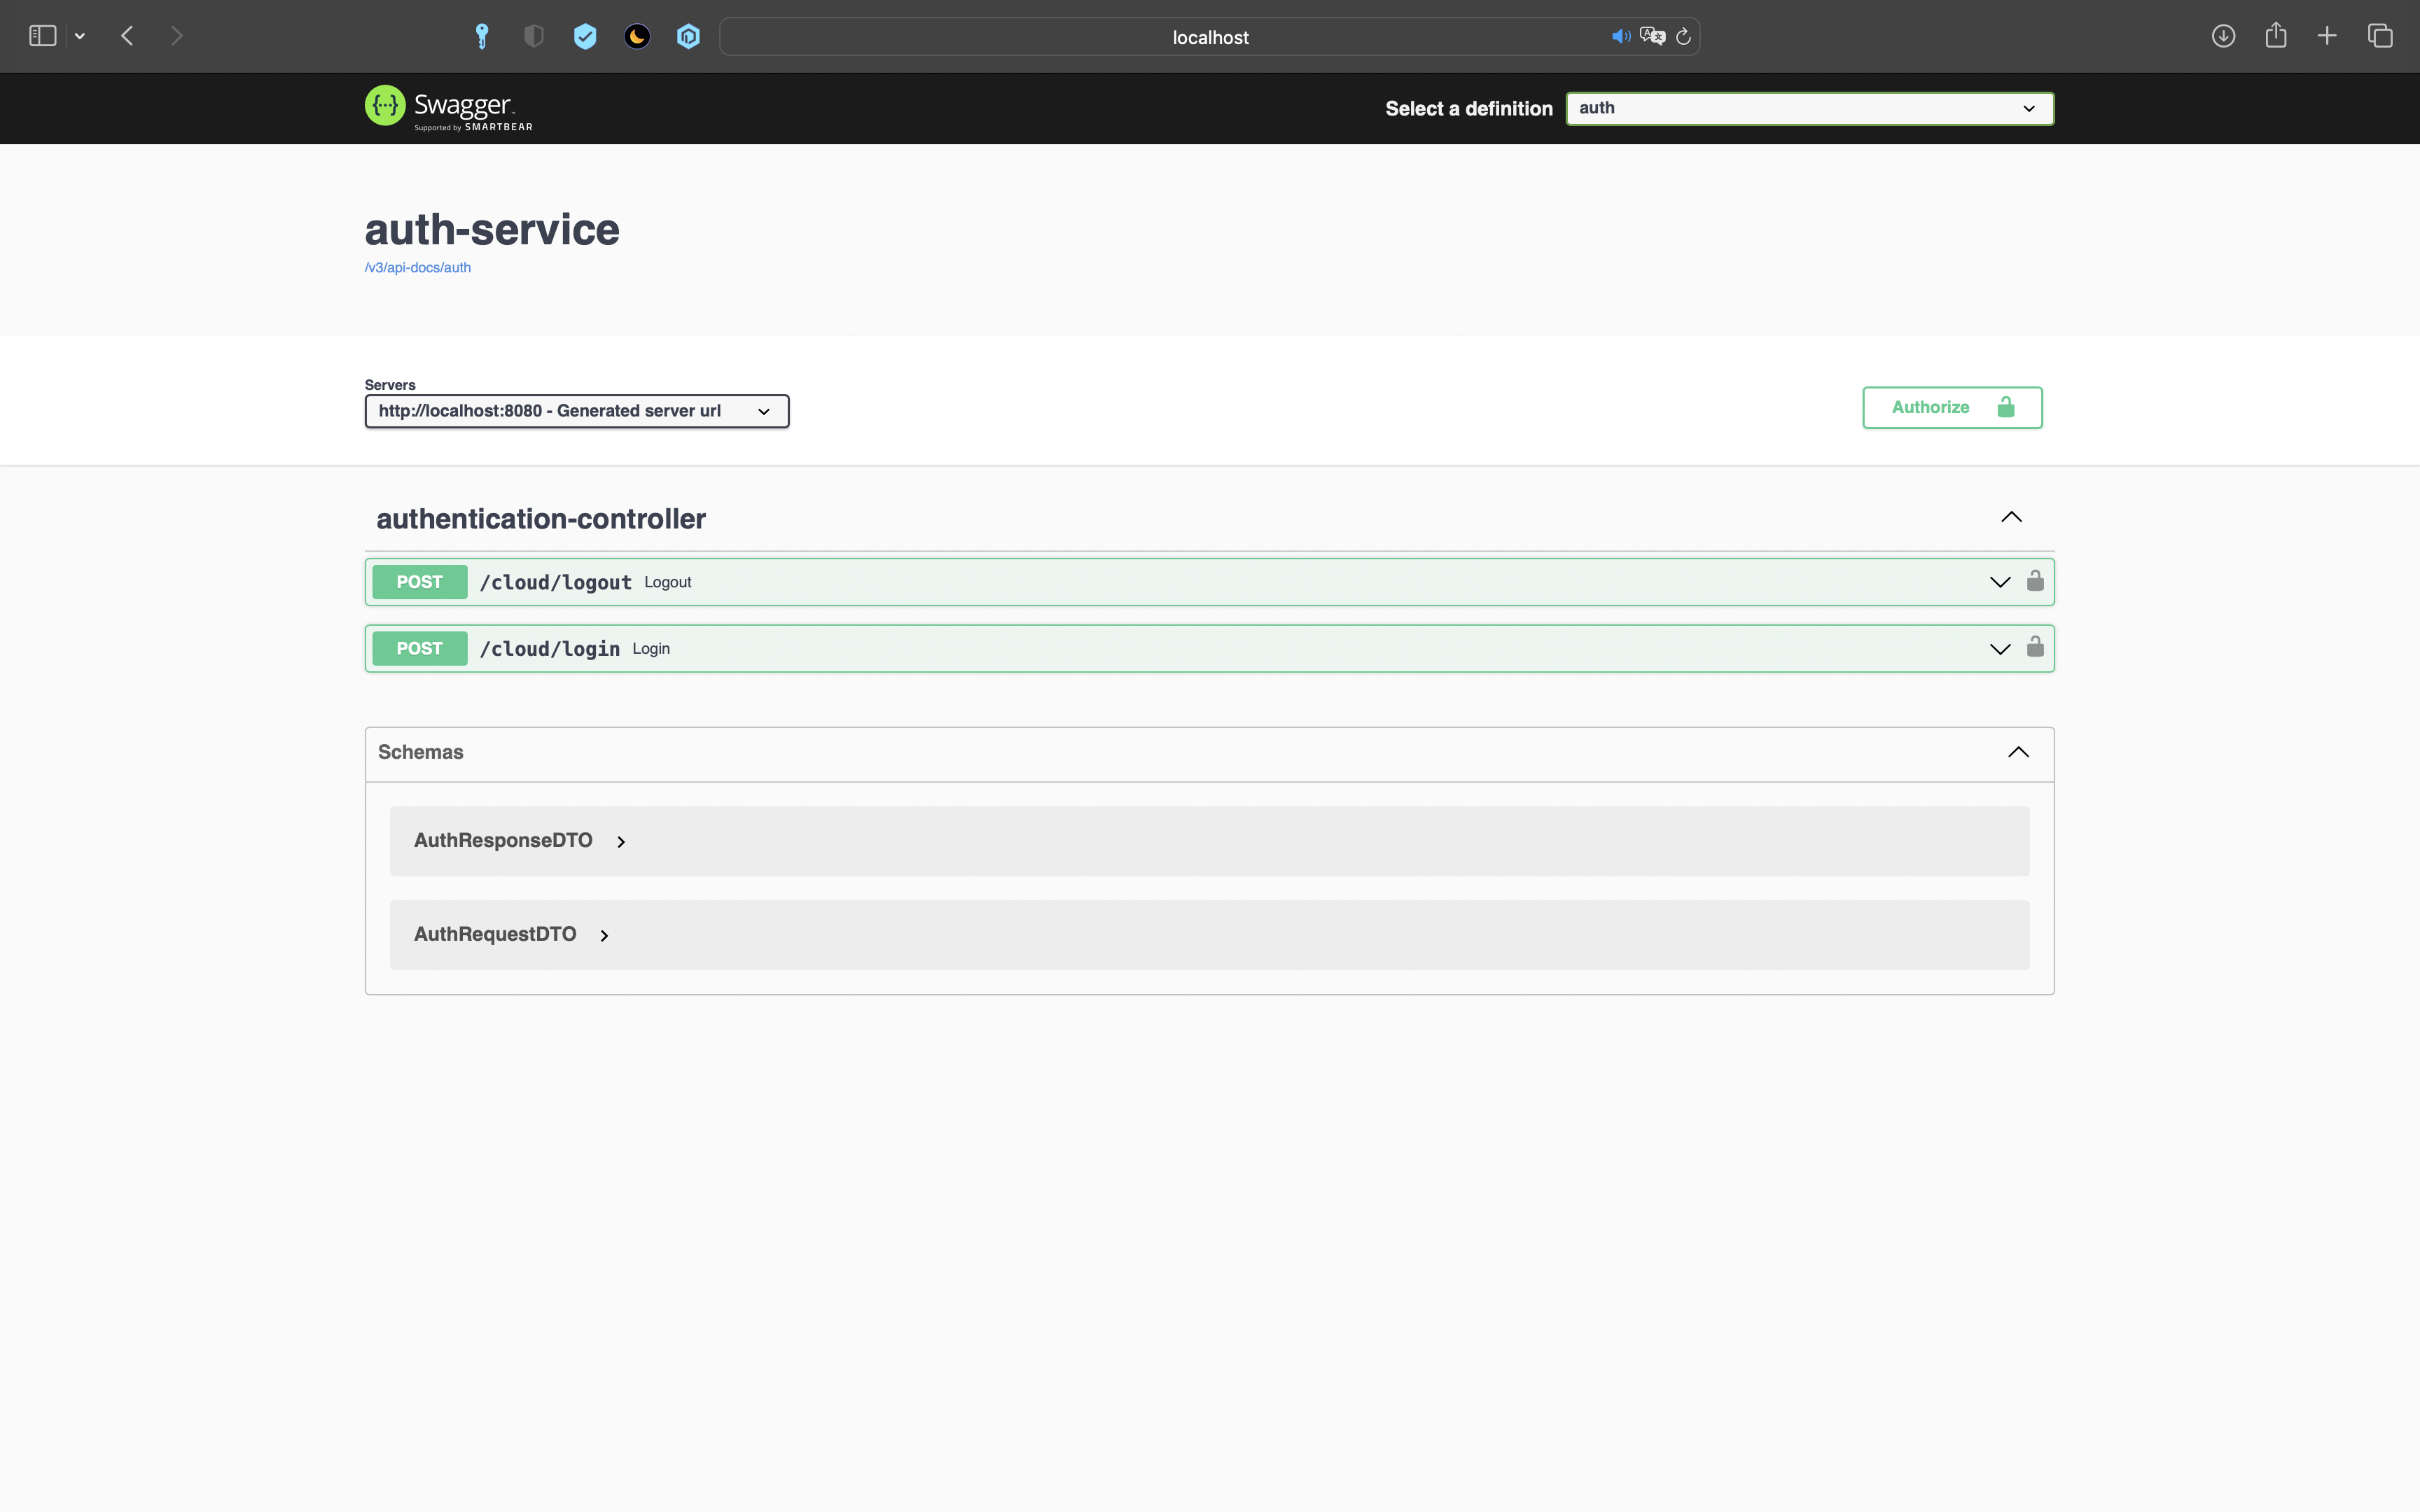 localhost
Swagger
Supported by SMARTBEAR
Select a definition
auth
auth-service
/v3/api-docs/auth
Servers
http://localhost:8080 - Generated server url
Authorize
authentication-controller
POST /cloud/logout Logout
POST /cloud/login Login
Schemas
AuthResponseDTO
AuthRequestDTO